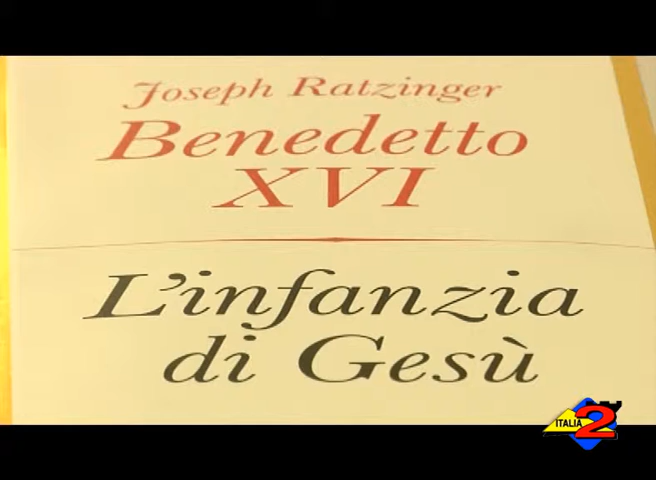 Joseph Ratzinger
Benedetto
XVI
L'infanzia
di Gesù
ITALIA 2